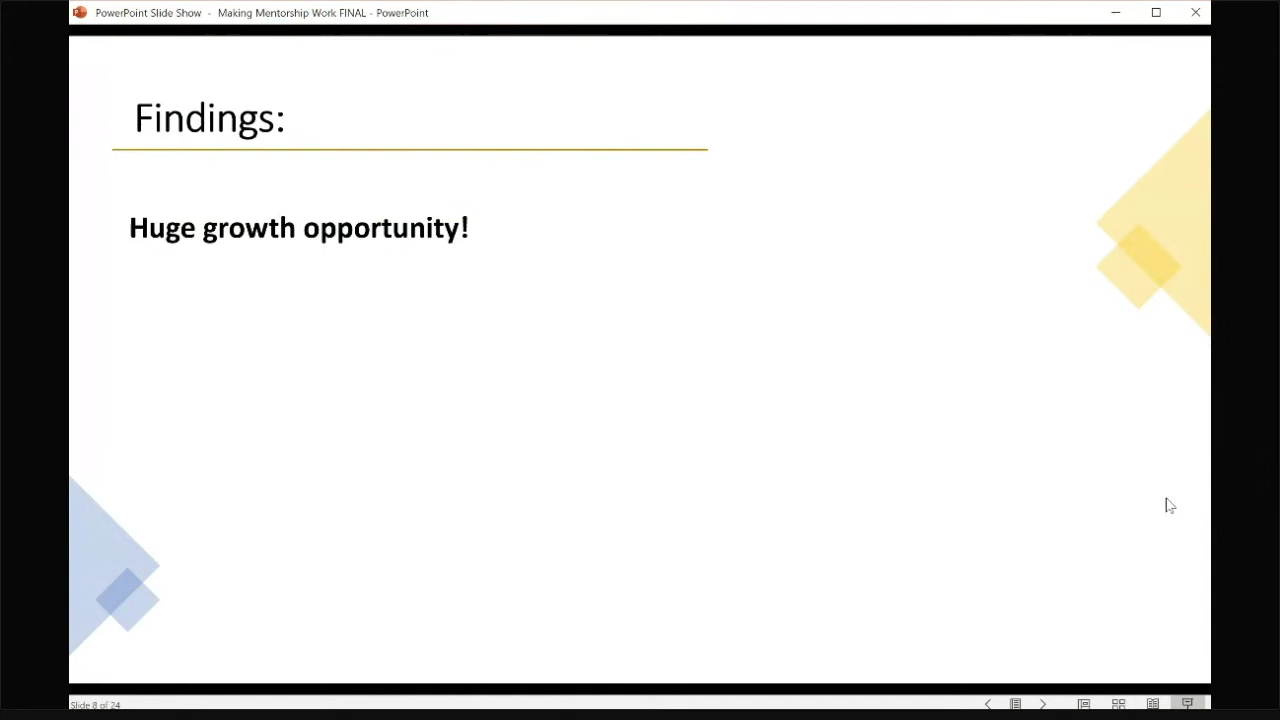 PowerPoint Slide Show - Making Mentorship Work FINAL - PowerPoint
Findings:
Huge growth opportunity!
Slide 8 of 24